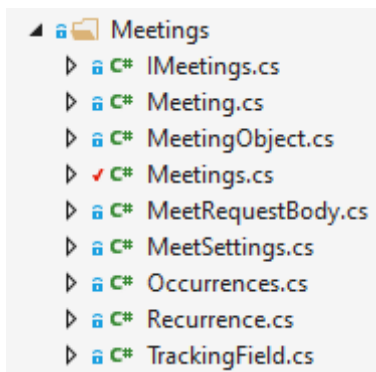 Meetings
C# IMeetings.cs
C# Meeting.cs
C# MeetingObject.cs
C# Meetings.cs
C# MeetRequestBody.cs
C# MeetSettings.cs
C# Occurrences.cs
C# Recurrence.cs
C# TrackingField.cs